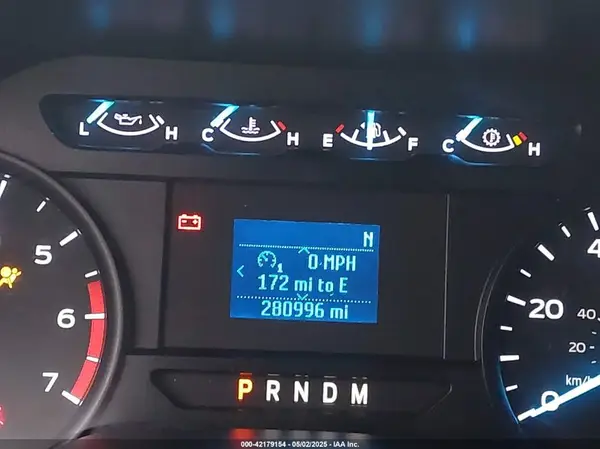 L H C H E F C H
N
1 0 MPH
172 mi to E
280996 mi
5
6
7
20
40
20
km/h
0
P R N D M
000-42179154 - 05/02/2025 - IAA Inc.